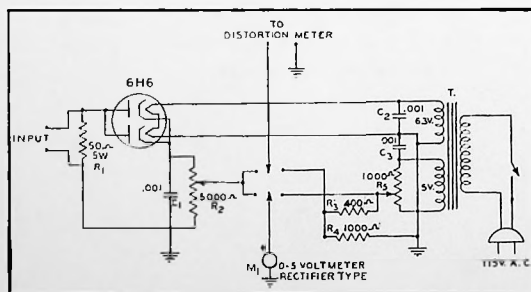 TO
DISTORTION METER
6H6
T.
.001
C2
6.3V.
INPUT
50Ω
5W
R1
.001
C3
1000Ω
R5
5V
.001
C1
5000Ω
R2
R3 400Ω
R4 1000Ω
M1
0-5 VOLTMETER
RECTIFIER TYPE
115V. A.C.